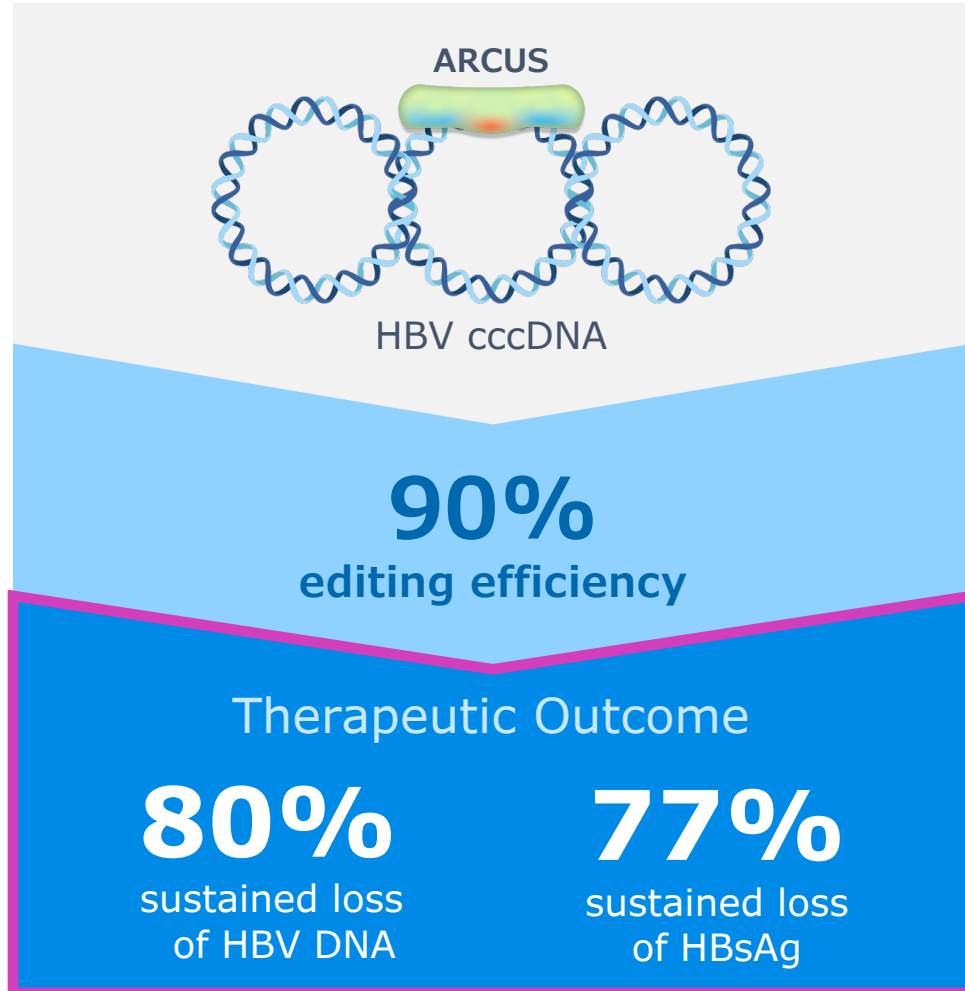 ARCUS
HBV cccDNA
90%
editing efficiency
Therapeutic Outcome
80%
sustained loss
of HBV DNA
77%
sustained loss
of HBsAg